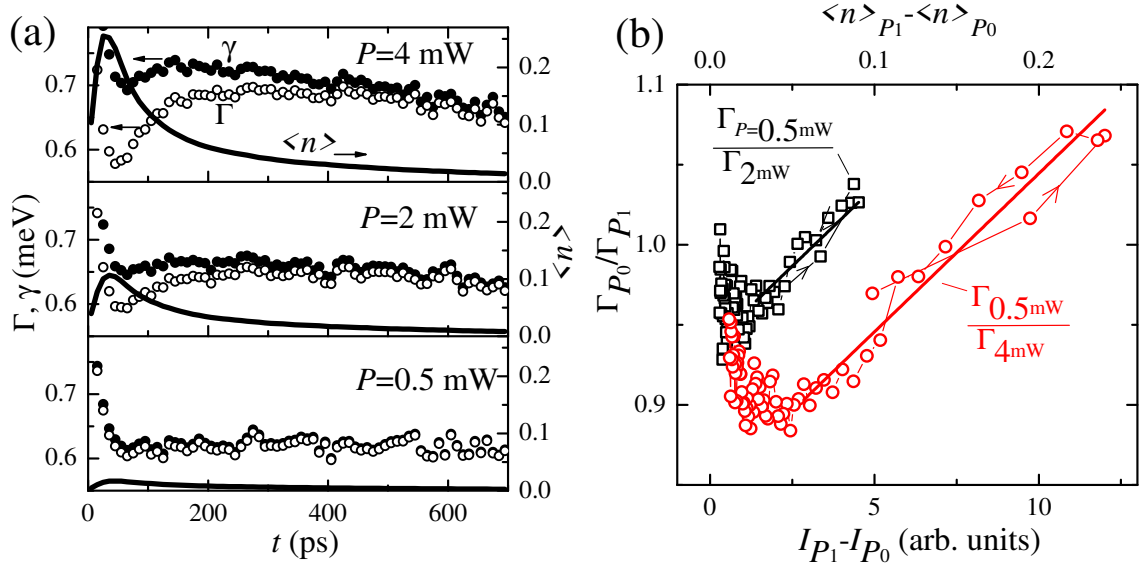 (a)
P=4 mW
γ
Γ
<n>
0.7
0.6
0.2
0.1
0.0
P=2 mW
0.7
0.6
0.2
0.1
0.0
P=0.5 mW
0.7
0.6
0.2
0.1
0.0
Γ, γ (meV)
<n>
0 200 400 600
t (ps)
(b)
<n>P1-<n>P0
0.0 0.1 0.2
1.1
1.0
0.9
ΓP0/ΓP1
ΓP=0.5mW
Γ2mW
Γ0.5mW
Γ4mW
0 5 10
IP1-IP0 (arb. units)